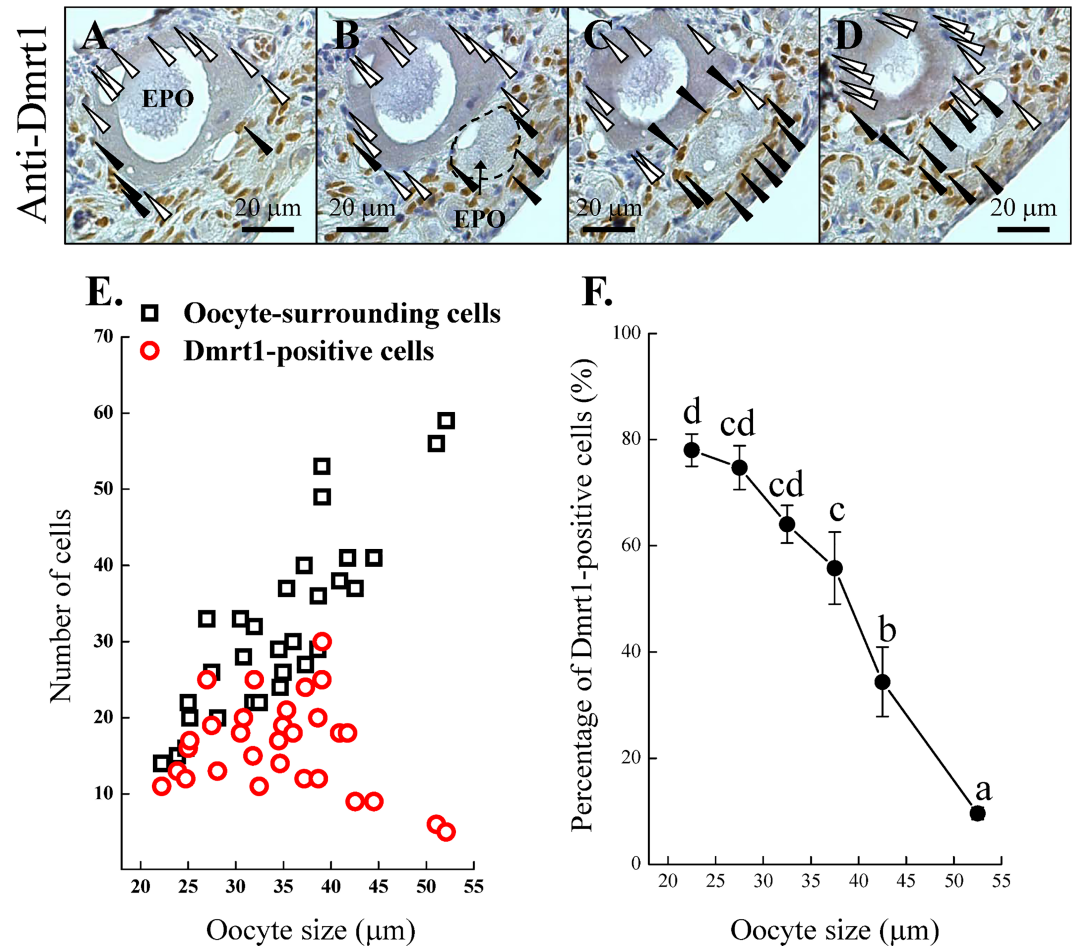 Anti-Dmrt1
A B C D
EPO
EPO
20 μm 20 μm 20 μm 20 μm
E. F.
Oocyte-surrounding cells
Dmrt1-positive cells
Number of cells
70
60
50
40
30
20
10
20 25 30 35 40 45 50 55
Oocyte size (μm)
Percentage of Dmrt1-positive cells (%)
100
80
60
40
20
0
d cd cd c b a
20 25 30 35 40 45 50 55
Oocyte size (μm)